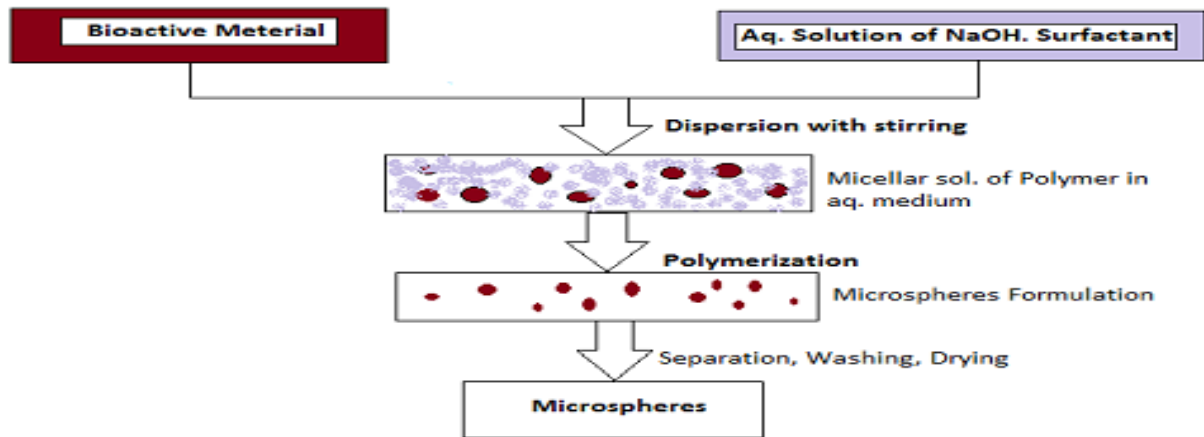 Bioactive Meterial
Aq. Solution of NaOH. Surfactant
Dispersion with stirring
Micellar sol. of Polymer in
aq. medium
Polymerization
Microspheres Formulation
Separation, Washing, Drying
Microspheres